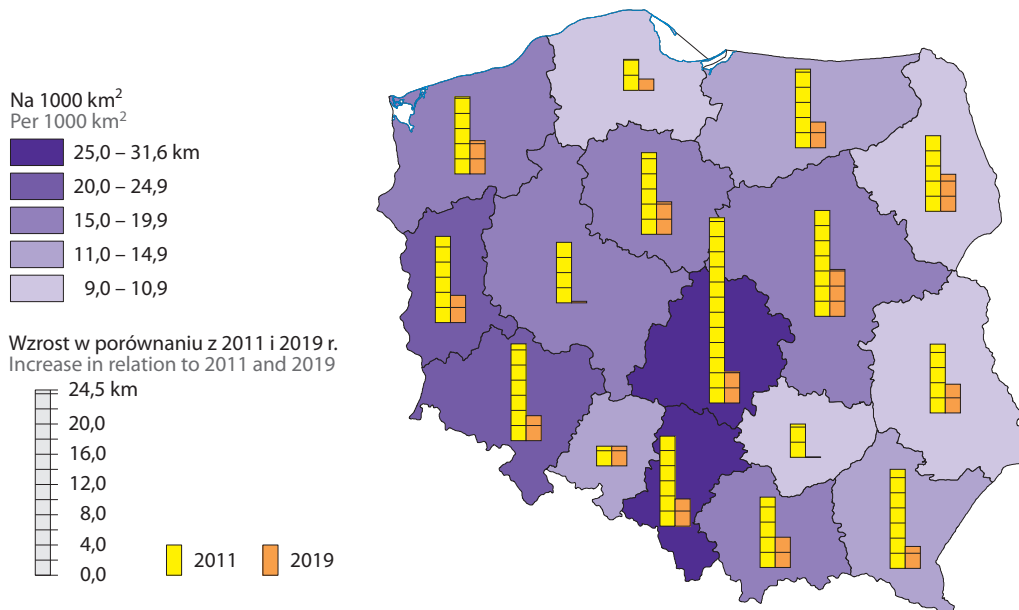 Na 1000 km²
Per 1000 km²
25,0 – 31,6 km
20,0 – 24,9
15,0 – 19,9
11,0 – 14,9
9,0 – 10,9
Wzrost w porównaniu z 2011 i 2019 r.
Increase in relation to 2011 and 2019
24,5 km
20,0
16,0
12,0
8,0
4,0
0,0
2011
2019